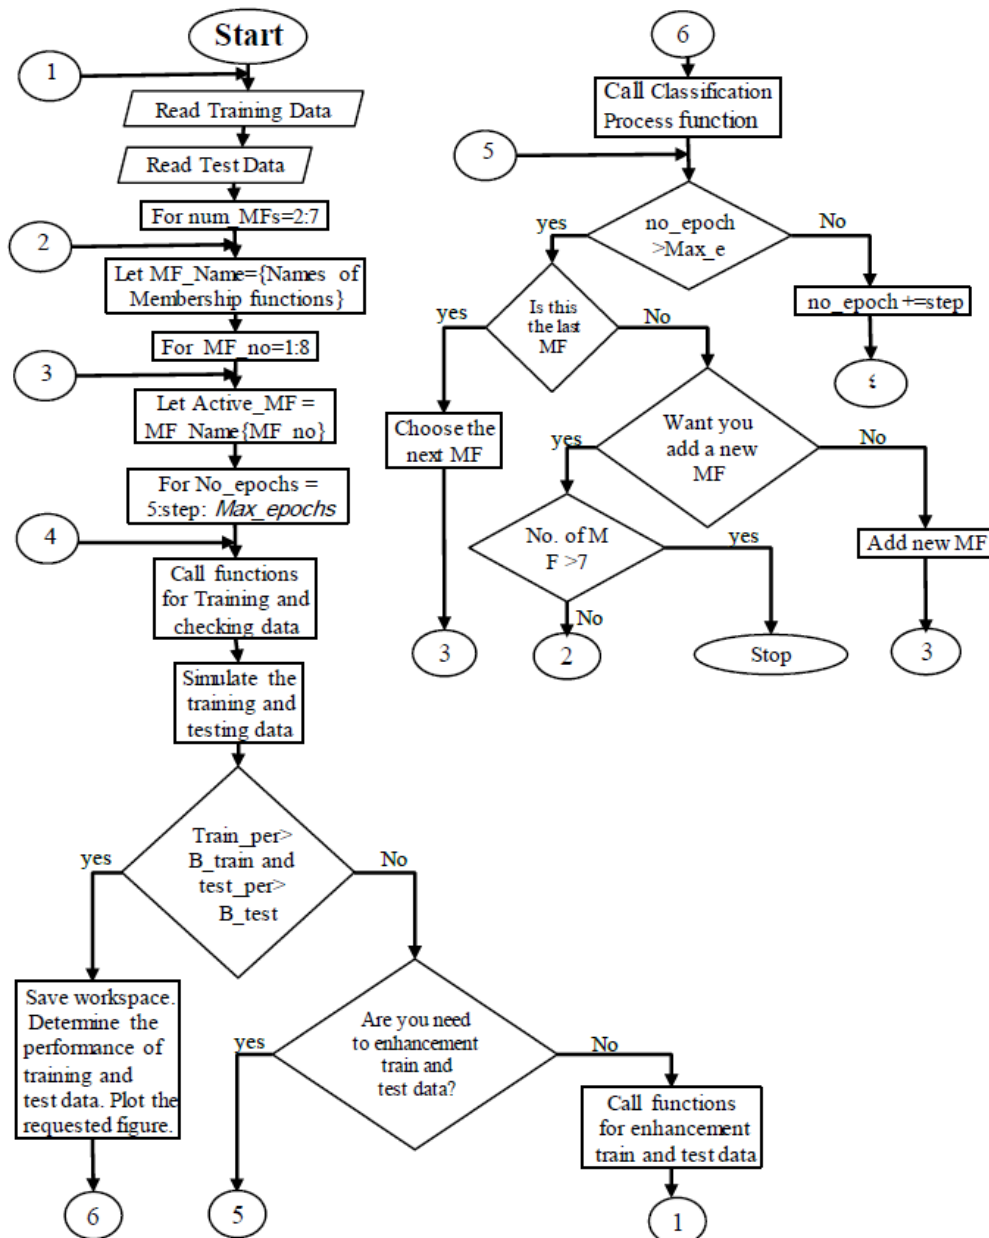 Start
1
Read Training Data
Read Test Data
For num_MFs=2:7
2
Let MF_Name={Names of
Membership functions}
For MF_no=1:8
3
Let Active_MF =
MF_Name{MF_no}
For No_epochs =
5:step: Max_epochs
4
Call functions
for Training and
checking data
Simulate the
training and
testing data
Train_per>
B_train and
test_per>
B_test
yes
No
Save workspace.
Determine the
performance of
training and
test data. Plot the
requested figure.
6
Are you need
to enhancement
train and
test data?
yes
No
5
Call functions
for enhancement
train and test data
1
6
Call Classification
Process function
5
no_epoch
>Max_e
yes
No
no_epoch +=step
Is this
the last
MF
yes
No
Choose the
next MF
3
Want you
add a new
MF
yes
No
No. of M
F >7
yes
No
2
Stop
Add new MF
3